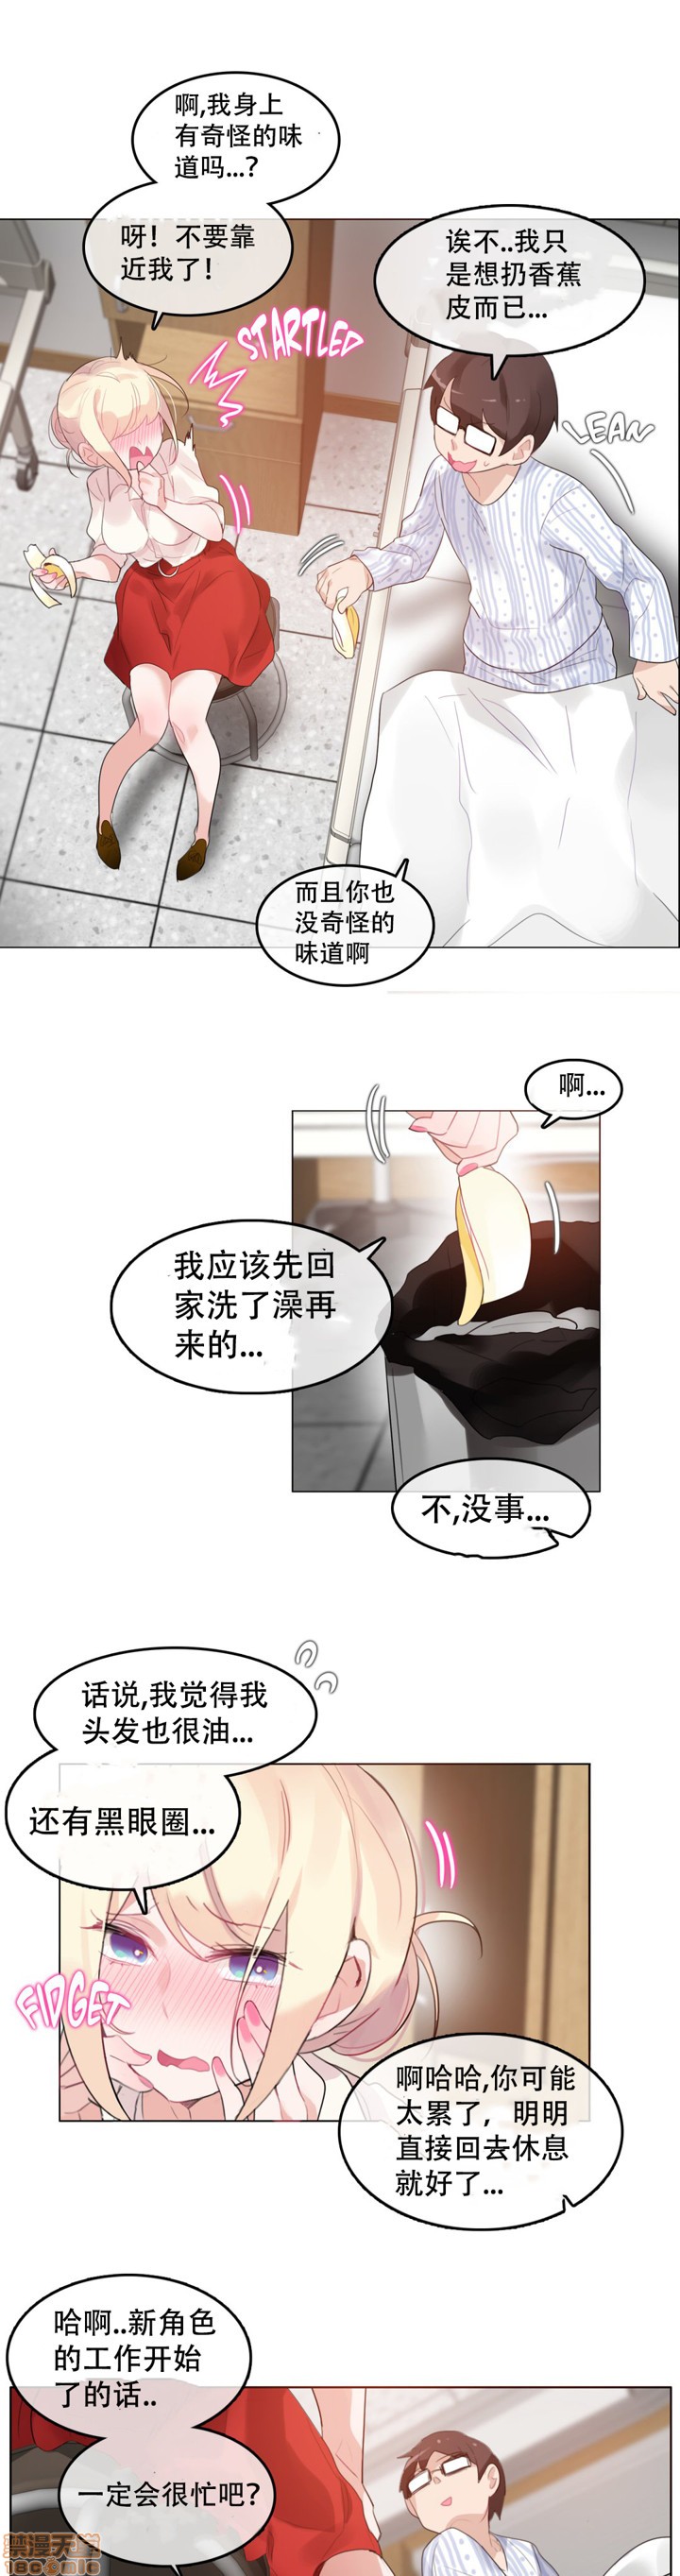 啊,我身上
有奇怪的味
道吗...?
呀！不要靠
近我了！
诶不..我只
是想扔香蕉
皮而已...
STARTLED
LEAN
而且你也
没奇怪的
味道啊
啊...
我应该先回
家洗了澡再
来的...
不,没事...
话说,我觉得我
头发也很油...
还有黑眼圈...
FIDGET
啊哈哈,你可能
太累了，明明
直接回去休息
就好了...
哈啊..新角色
的工作开始
了的话..
一定会很忙吧？
禁漫天堂
18comic